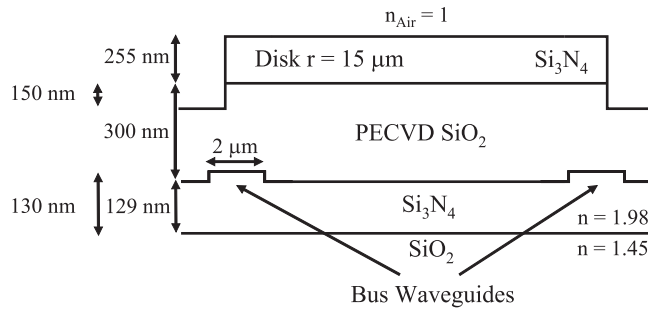 n_Air = 1
255 nm
Disk r = 15 μm
Si₃N₄
150 nm
300 nm
PECVD SiO₂
2 μm
130 nm
129 nm
Si₃N₄
n = 1.98
SiO₂
n = 1.45
Bus Waveguides